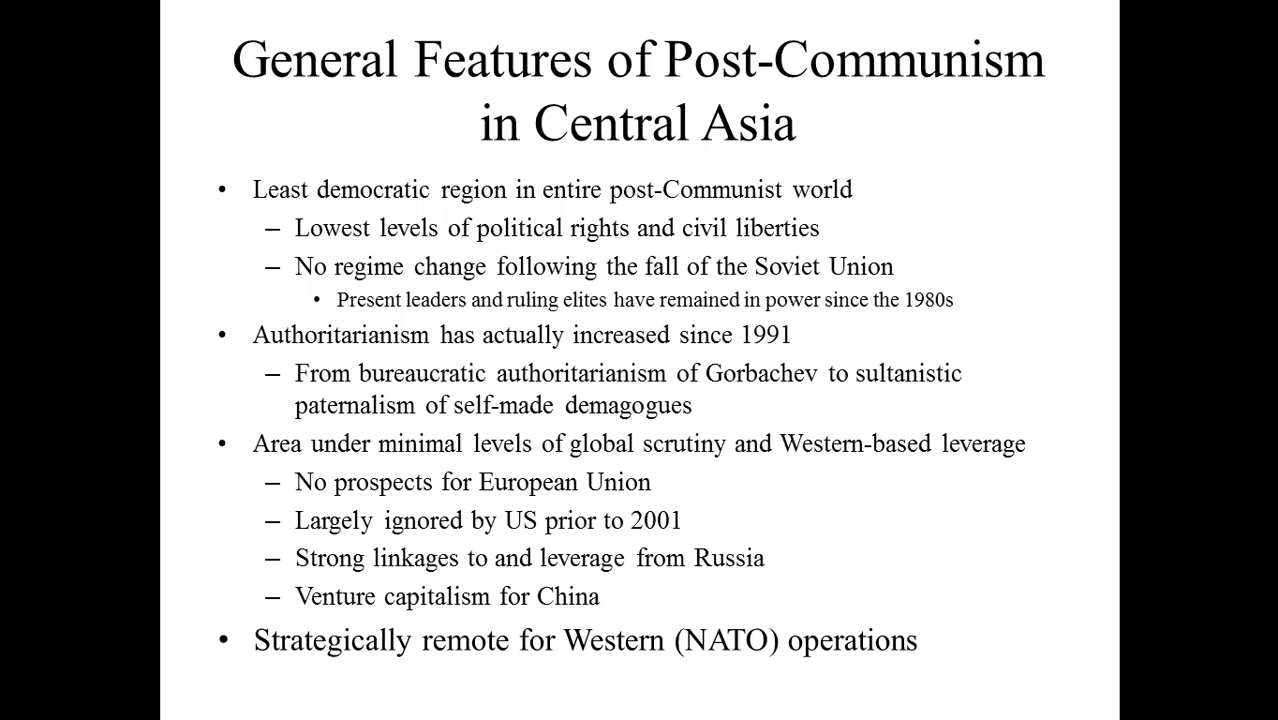 General Features of Post-Communism
in Central Asia
• Least democratic region in entire post-Communist world
– Lowest levels of political rights and civil liberties
– No regime change following the fall of the Soviet Union
• Present leaders and ruling elites have remained in power since the 1980s
• Authoritarianism has actually increased since 1991
– From bureaucratic authoritarianism of Gorbachev to sultanistic
paternalism of self-made demagogues
• Area under minimal levels of global scrutiny and Western-based leverage
– No prospects for European Union
– Largely ignored by US prior to 2001
– Strong linkages to and leverage from Russia
– Venture capitalism for China
• Strategically remote for Western (NATO) operations